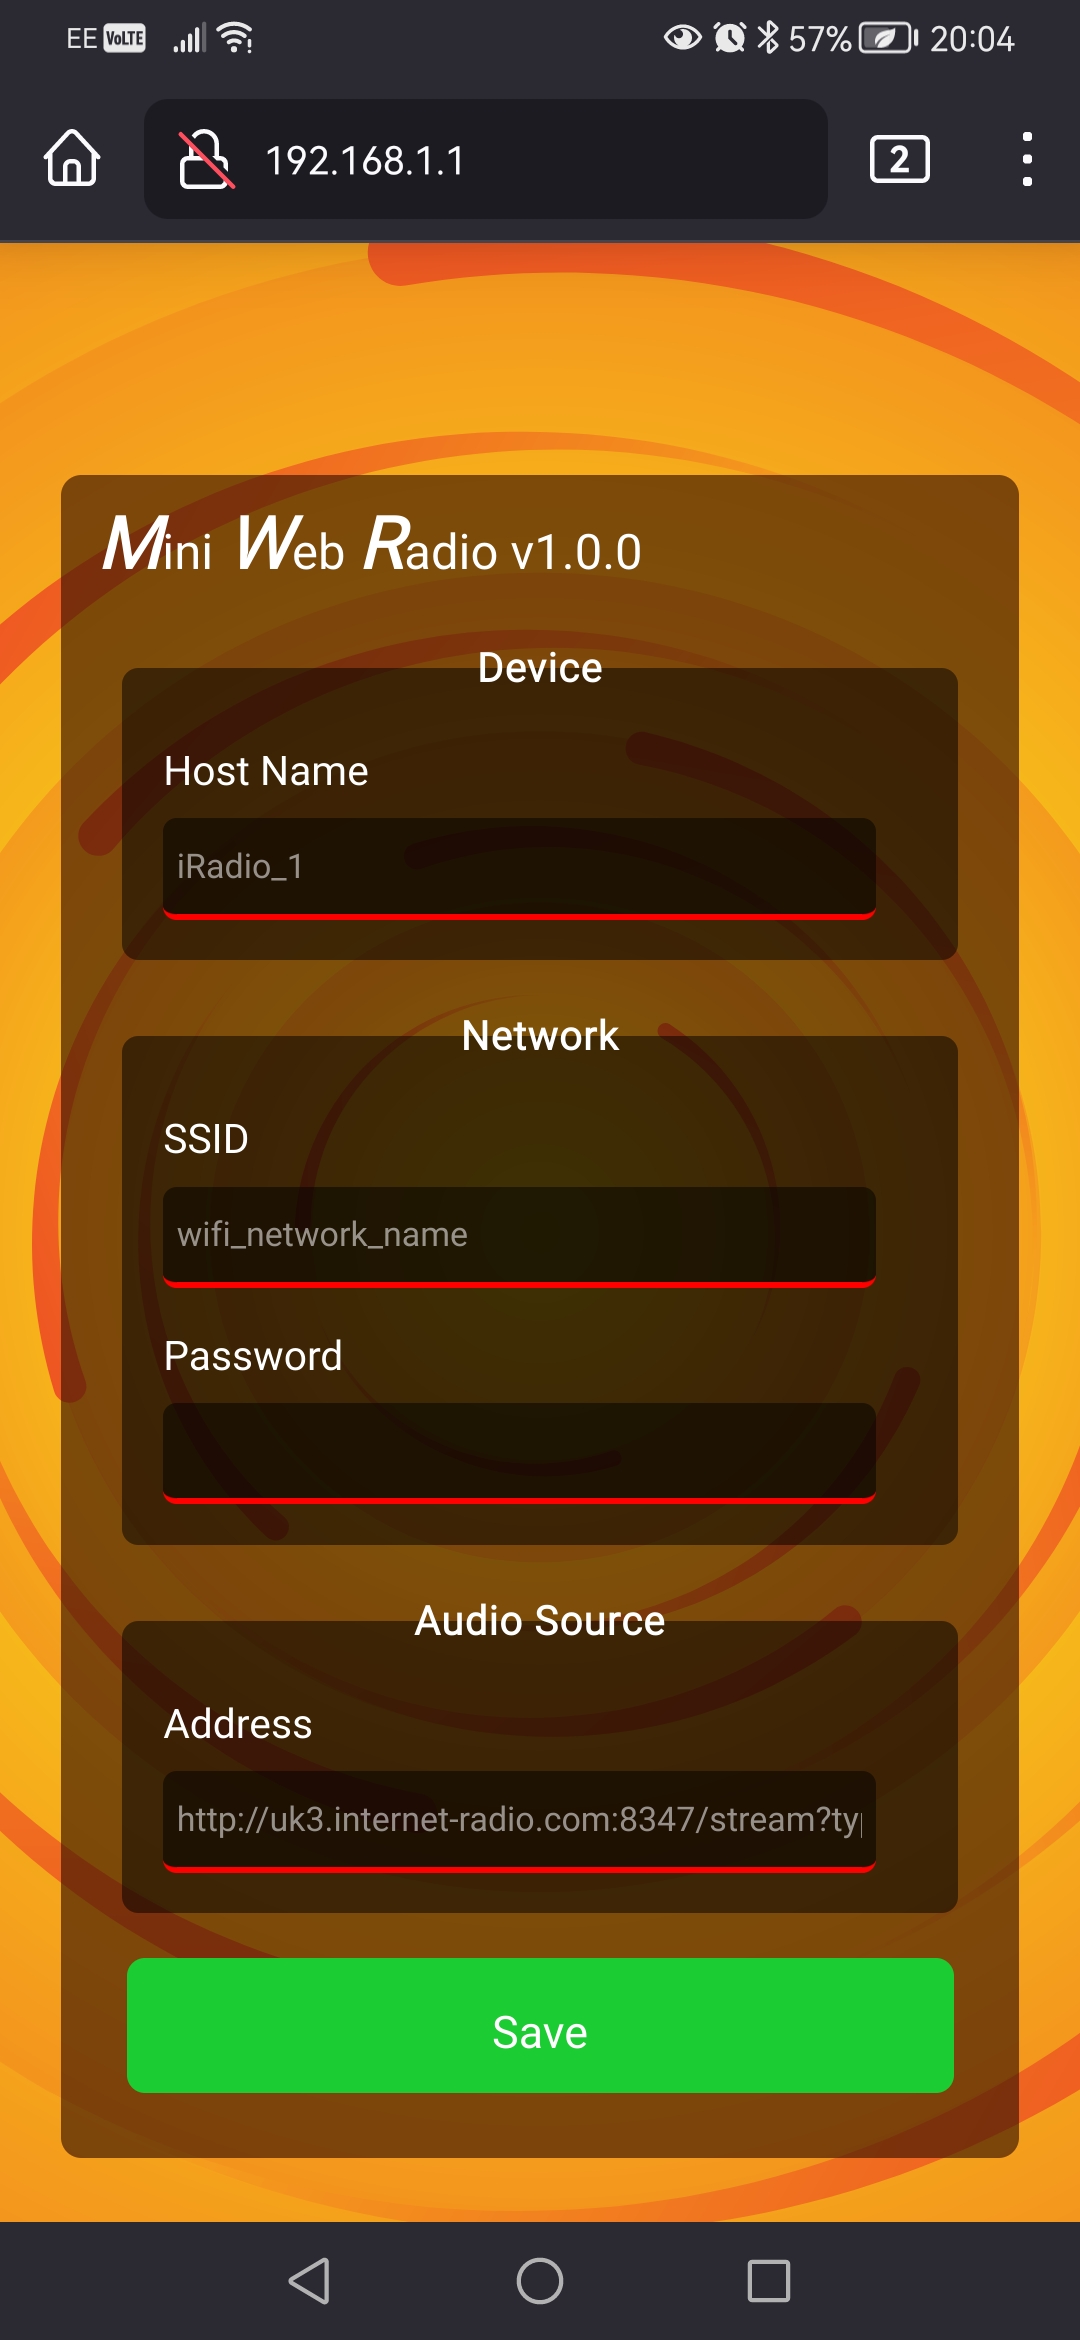 EE VoLTE 57% 20:04
192.168.1.1 2
Mini Web Radio v1.0.0
Device
Host Name
iRadio_1
Network
SSID
wifi_network_name
Password
Audio Source
Address
http://uk3.internet-radio.com:8347/stream?ty
Save